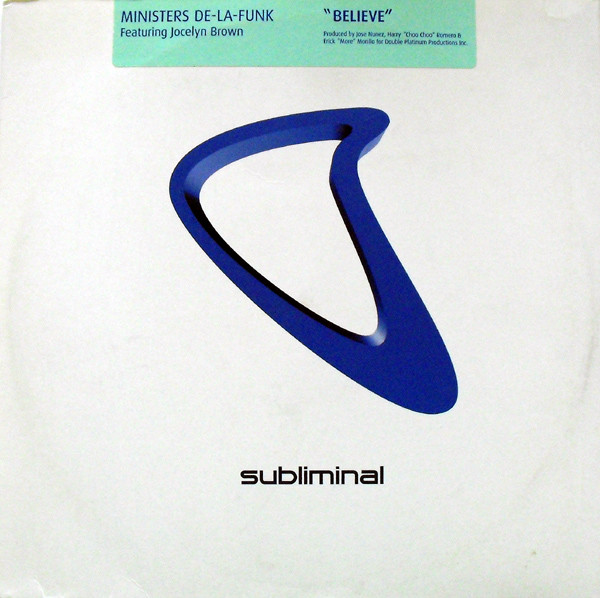 MINISTERS DE-LA-FUNK
Featuring Jocelyn Brown
"BELIEVE"
Produced by Jose Nunez, Harry "Choo Choo" Romero &
Erick "More" Morillo for Double Platinum Productions Inc.
subliminal